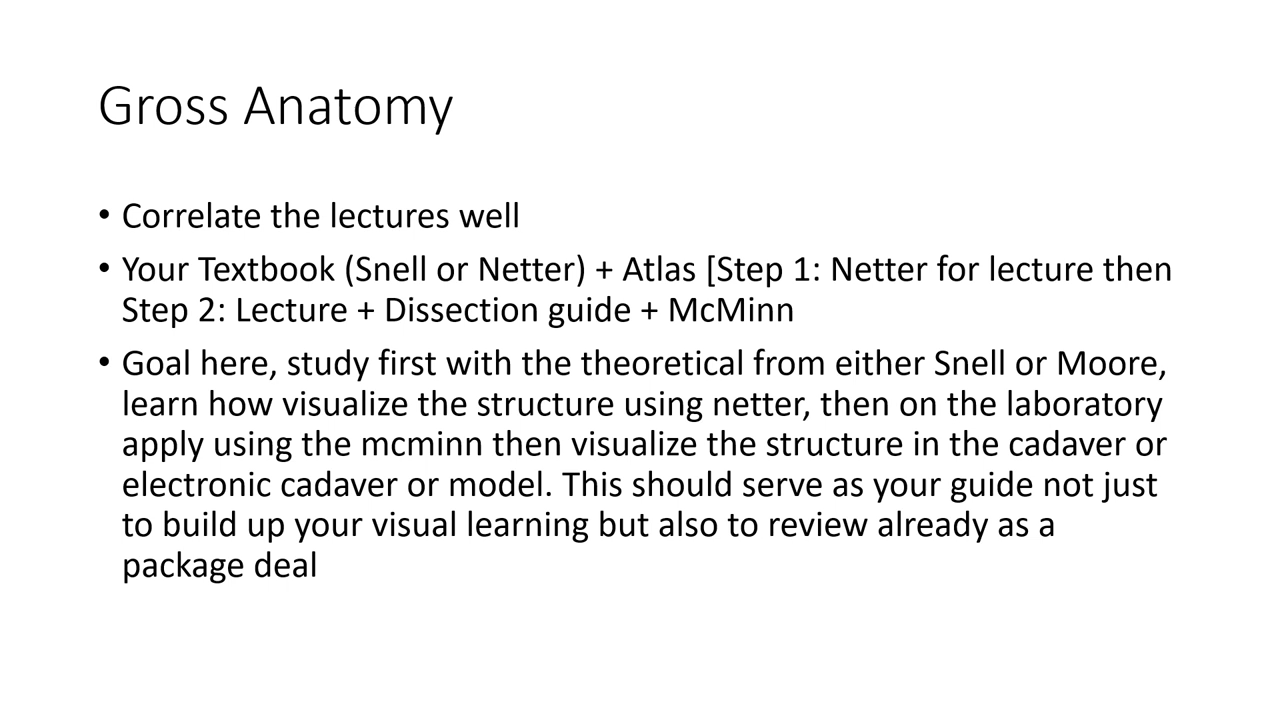 Gross Anatomy
• Correlate the lectures well
• Your Textbook (Snell or Netter) + Atlas [Step 1: Netter for lecture then
Step 2: Lecture + Dissection guide + McMinn
• Goal here, study first with the theoretical from either Snell or Moore,
learn how visualize the structure using netter, then on the laboratory
apply using the mcminn then visualize the structure in the cadaver or
electronic cadaver or model. This should serve as your guide not just
to build up your visual learning but also to review already as a
package deal